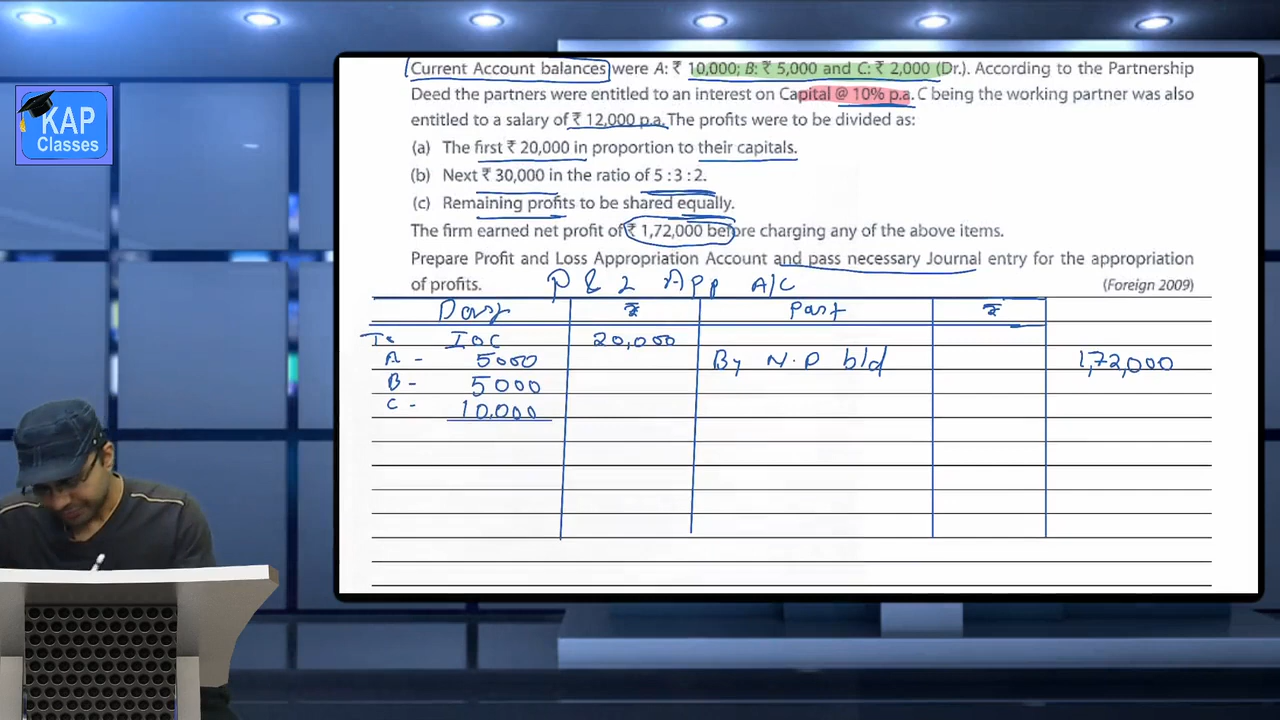 KAP
Classes
Current Account balances were A: ₹ 10,000; B: ₹ 5,000 and C: ₹ 2,000 (Dr.). According to the Partnership
Deed the partners were entitled to an interest on Capital @ 10% p.a. C being the working partner was also
entitled to a salary of ₹ 12,000 p.a. The profits were to be divided as:
(a) The first ₹ 20,000 in proportion to their capitals.
(b) Next ₹ 30,000 in the ratio of 5 : 3 : 2.
(c) Remaining profits to be shared equally.
The firm earned net profit of ₹ 1,72,000 before charging any of the above items.
Prepare Profit and Loss Appropriation Account and pass necessary Journal entry for the appropriation
of profits. (Foreign 2009)
P & L App A/C
Part ₹ Part ₹
To IOC 20,000
A - 5000 By N.P b/d 1,72,000
B - 5000
C - 10,000